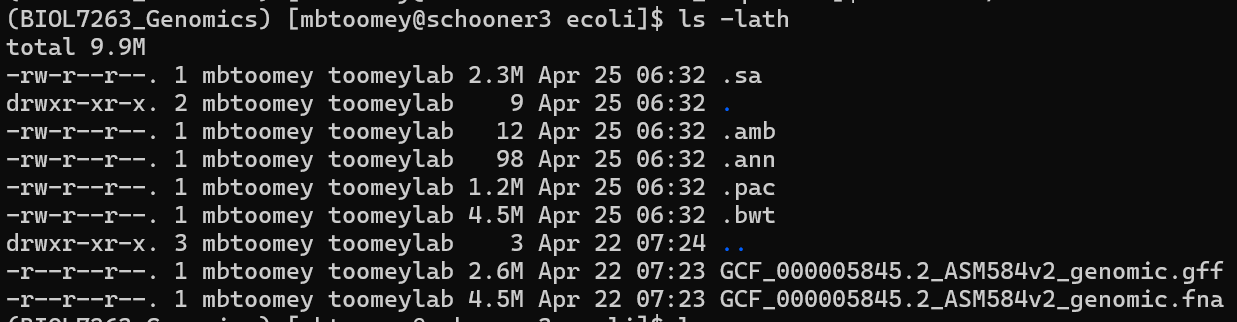 (BIOL7263_Genomics) [mbtoomey@schooner3 ecoli]$ ls -lath
total 9.9M
-rw-r--r--. 1 mbtoomey toomeylab 2.3M Apr 25 06:32 .sa
drwxr-xr-x. 2 mbtoomey toomeylab    9 Apr 25 06:32 .
-rw-r--r--. 1 mbtoomey toomeylab   12 Apr 25 06:32 .amb
-rw-r--r--. 1 mbtoomey toomeylab   98 Apr 25 06:32 .ann
-rw-r--r--. 1 mbtoomey toomeylab 1.2M Apr 25 06:32 .pac
-rw-r--r--. 1 mbtoomey toomeylab 4.5M Apr 25 06:32 .bwt
drwxr-xr-x. 3 mbtoomey toomeylab    3 Apr 22 07:24 ..
-r--r--r--. 1 mbtoomey toomeylab 2.6M Apr 22 07:23 GCF_000005845.2_ASM584v2_genomic.gff
-r--r--r--. 1 mbtoomey toomeylab 4.5M Apr 22 07:23 GCF_000005845.2_ASM584v2_genomic.fna